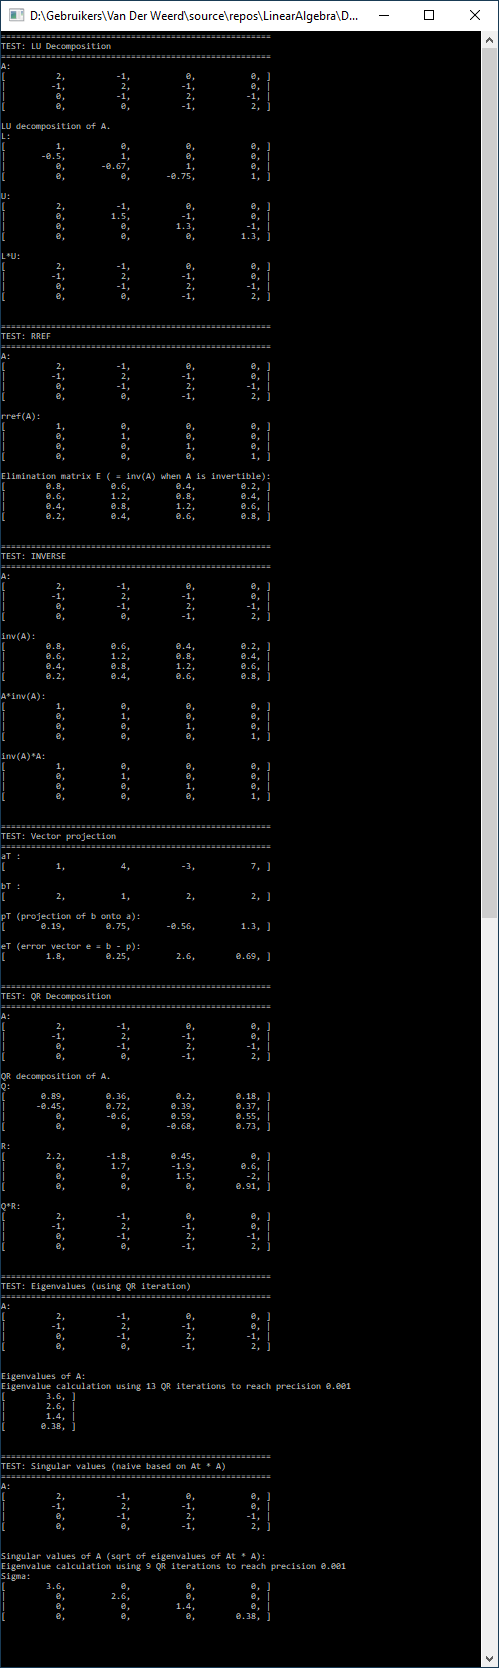 D:\Gebruikers\Van Der Weerd\source\repos\LinearAlgebra\D...
======================================================
TEST: LU Decomposition
======================================================
A:
[ 2, -1, 0, 0, ]
| -1, 2, -1, 0, |
| 0, -1, 2, -1, |
[ 0, 0, -1, 2, ]
LU decomposition of A.
L:
[ 1, 0, 0, 0, ]
| -0.5, 1, 0, 0, |
| 0, -0.67, 1, 0, |
[ 0, 0, -0.75, 1, ]
U:
[ 2, -1, 0, 0, ]
| 0, 1.5, -1, 0, |
| 0, 0, 1.3, -1, |
[ 0, 0, 0, 1.3, ]
L*U:
[ 2, -1, 0, 0, ]
| -1, 2, -1, 0, |
| 0, -1, 2, -1, |
[ 0, 0, -1, 2, ]
======================================================
TEST: RREF
======================================================
A:
[ 2, -1, 0, 0, ]
| -1, 2, -1, 0, |
| 0, -1, 2, -1, |
[ 0, 0, -1, 2, ]
rref(A):
[ 1, 0, 0, 0, ]
| 0, 1, 0, 0, |
| 0, 0, 1, 0, |
[ 0, 0, 0, 1, ]
Elimination matrix E ( = inv(A) when A is invertible):
[ 0.8, 0.6, 0.4, 0.2, ]
| 0.6, 1.2, 0.8, 0.4, |
| 0.4, 0.8, 1.2, 0.6, |
[ 0.2, 0.4, 0.6, 0.8, ]
======================================================
TEST: INVERSE
======================================================
A:
[ 2, -1, 0, 0, ]
| -1, 2, -1, 0, |
| 0, -1, 2, -1, |
[ 0, 0, -1, 2, ]
inv(A):
[ 0.8, 0.6, 0.4, 0.2, ]
| 0.6, 1.2, 0.8, 0.4, |
| 0.4, 0.8, 1.2, 0.6, |
[ 0.2, 0.4, 0.6, 0.8, ]
A*inv(A):
[ 1, 0, 0, 0, ]
| 0, 1, 0, 0, |
| 0, 0, 1, 0, |
[ 0, 0, 0, 1, ]
inv(A)*A:
[ 1, 0, 0, 0, ]
| 0, 1, 0, 0, |
| 0, 0, 1, 0, |
[ 0, 0, 0, 1, ]
======================================================
TEST: Vector projection
======================================================
aT :
[ 1, 4, -3, 7, ]
bT :
[ 2, 1, 2, 2, ]
pT (projection of b onto a):
[ 0.19, 0.75, -0.56, 1.3, ]
eT (error vector e = b - p):
[ 1.8, 0.25, 2.6, 0.69, ]
======================================================
TEST: QR Decomposition
======================================================
A:
[ 2, -1, 0, 0, ]
| -1, 2, -1, 0, |
| 0, -1, 2, -1, |
[ 0, 0, -1, 2, ]
QR decomposition of A.
Q:
[ 0.89, 0.36, 0.2, 0.18, ]
| -0.45, 0.72, 0.39, 0.37, |
| 0, -0.6, 0.59, 0.55, |
[ 0, 0, -0.68, 0.73, ]
R:
[ 2.2, -1.8, 0.45, 0, ]
| 0, 1.7, -1.9, 0.6, |
| 0, 0, 1.5, -2, |
[ 0, 0, 0, 0.91, ]
Q*R:
[ 2, -1, 0, 0, ]
| -1, 2, -1, 0, |
| 0, -1, 2, -1, |
[ 0, 0, -1, 2, ]
======================================================
TEST: Eigenvalues (using QR iteration)
======================================================
A:
[ 2, -1, 0, 0, ]
| -1, 2, -1, 0, |
| 0, -1, 2, -1, |
[ 0, 0, -1, 2, ]
Eigenvalues of A:
Eigenvalue calculation using 13 QR iterations to reach precision 0.001
[ 3.6, ]
| 2.6, |
| 1.4, |
[ 0.38, ]
======================================================
TEST: Singular values (naive based on At * A)
======================================================
A:
[ 2, -1, 0, 0, ]
| -1, 2, -1, 0, |
| 0, -1, 2, -1, |
[ 0, 0, -1, 2, ]
Singular values of A (sqrt of eigenvalues of At * A):
Eigenvalue calculation using 9 QR iterations to reach precision 0.001
Sigma:
[ 3.6, 0, 0, 0, ]
| 0, 2.6, 0, 0, |
| 0, 0, 1.4, 0, |
[ 0, 0, 0, 0.38, ]